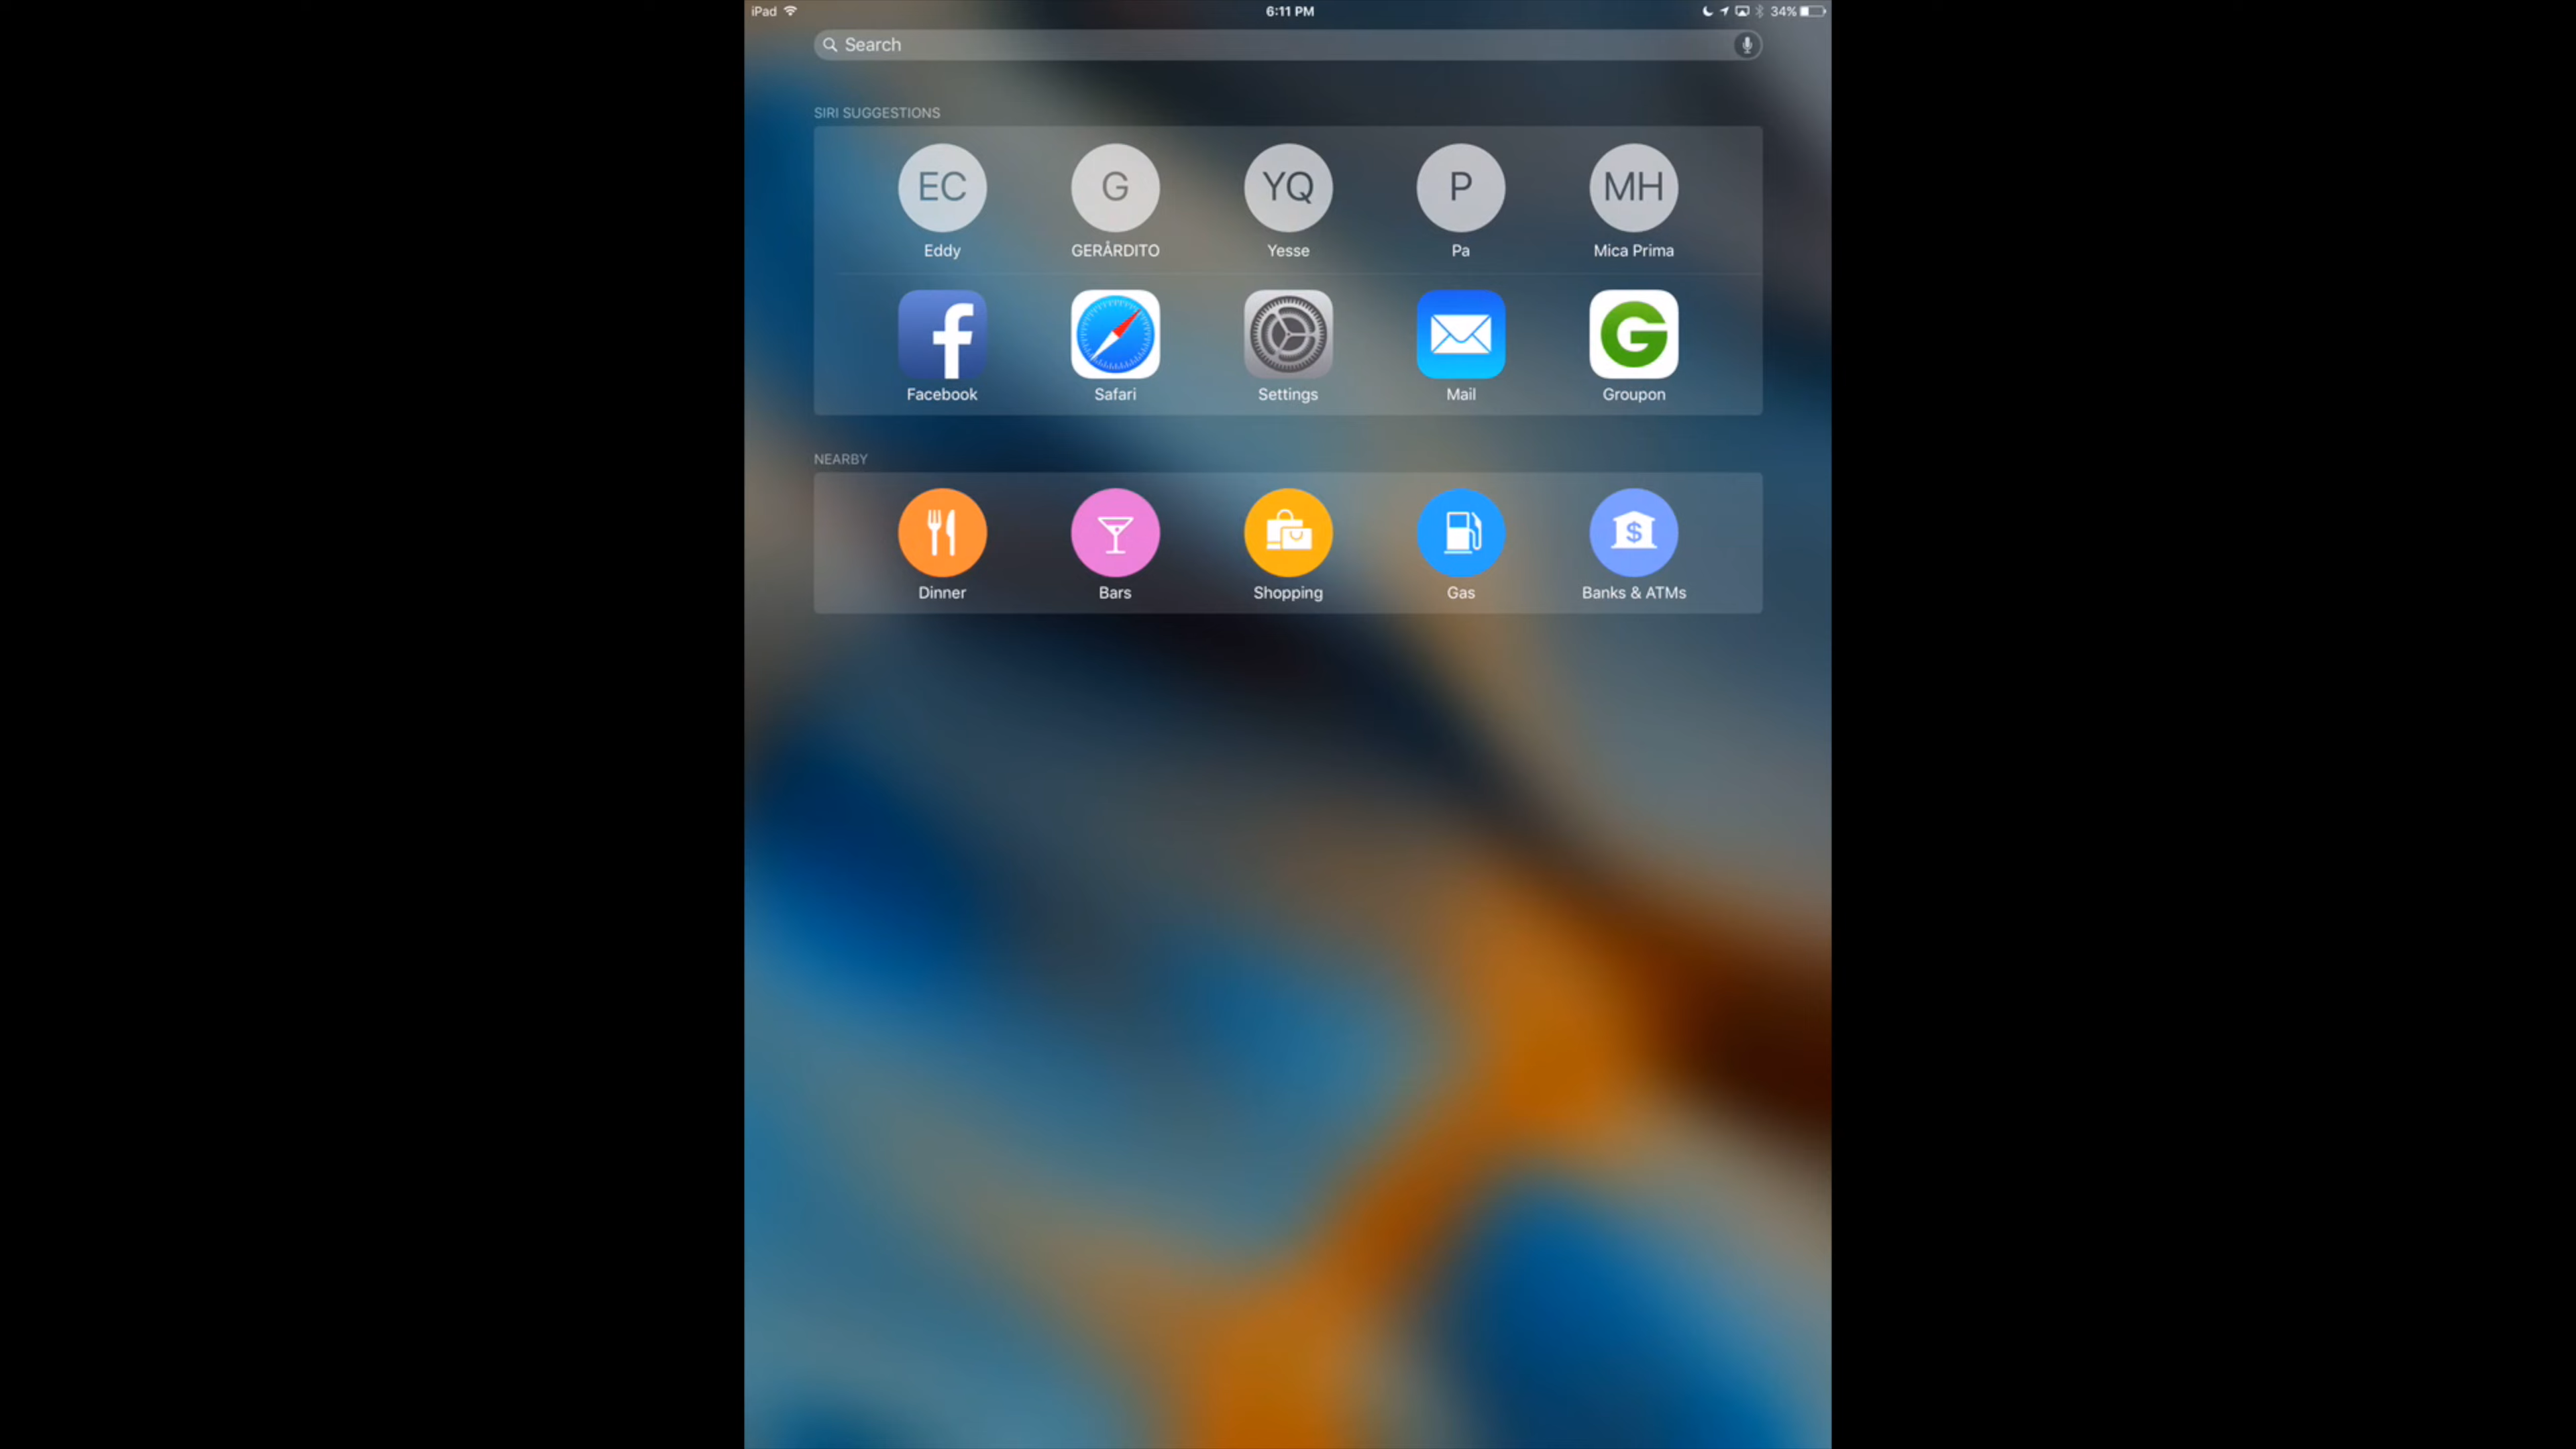 iPad 6:11 PM 34%
Search
SIRI SUGGESTIONS
EC G YQ P MH
Eddy GERÅRDITO Yesse Pa Mica Prima
Facebook Safari Settings Mail Groupon
NEARBY
Dinner Bars Shopping Gas Banks & ATMs